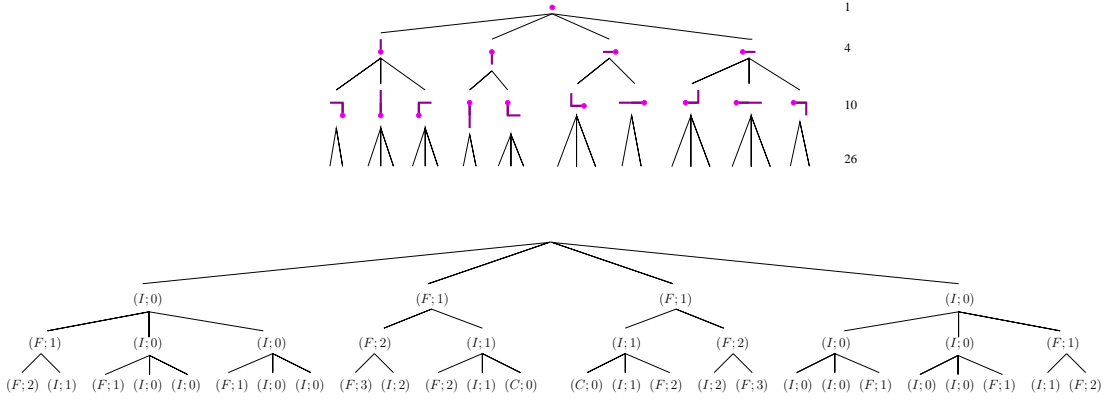 1
4
10
26
(I; 0) (F; 1) (F; 1) (I; 0)
(F; 1) (I; 0) (I; 0) (F; 2) (I; 1) (I; 1) (F; 2) (I; 0) (I; 0) (F; 1)
(F; 2) (I; 1) (F; 1) (I; 0) (I; 0) (F; 1) (I; 0) (I; 0) (F; 3) (I; 2) (F; 2) (I; 1) (C; 0) (C; 0) (I; 1) (F; 2) (I; 2) (F; 3) (I; 0) (I; 0) (F; 1) (I; 0) (I; 0) (F; 1) (I; 1) (F; 2)